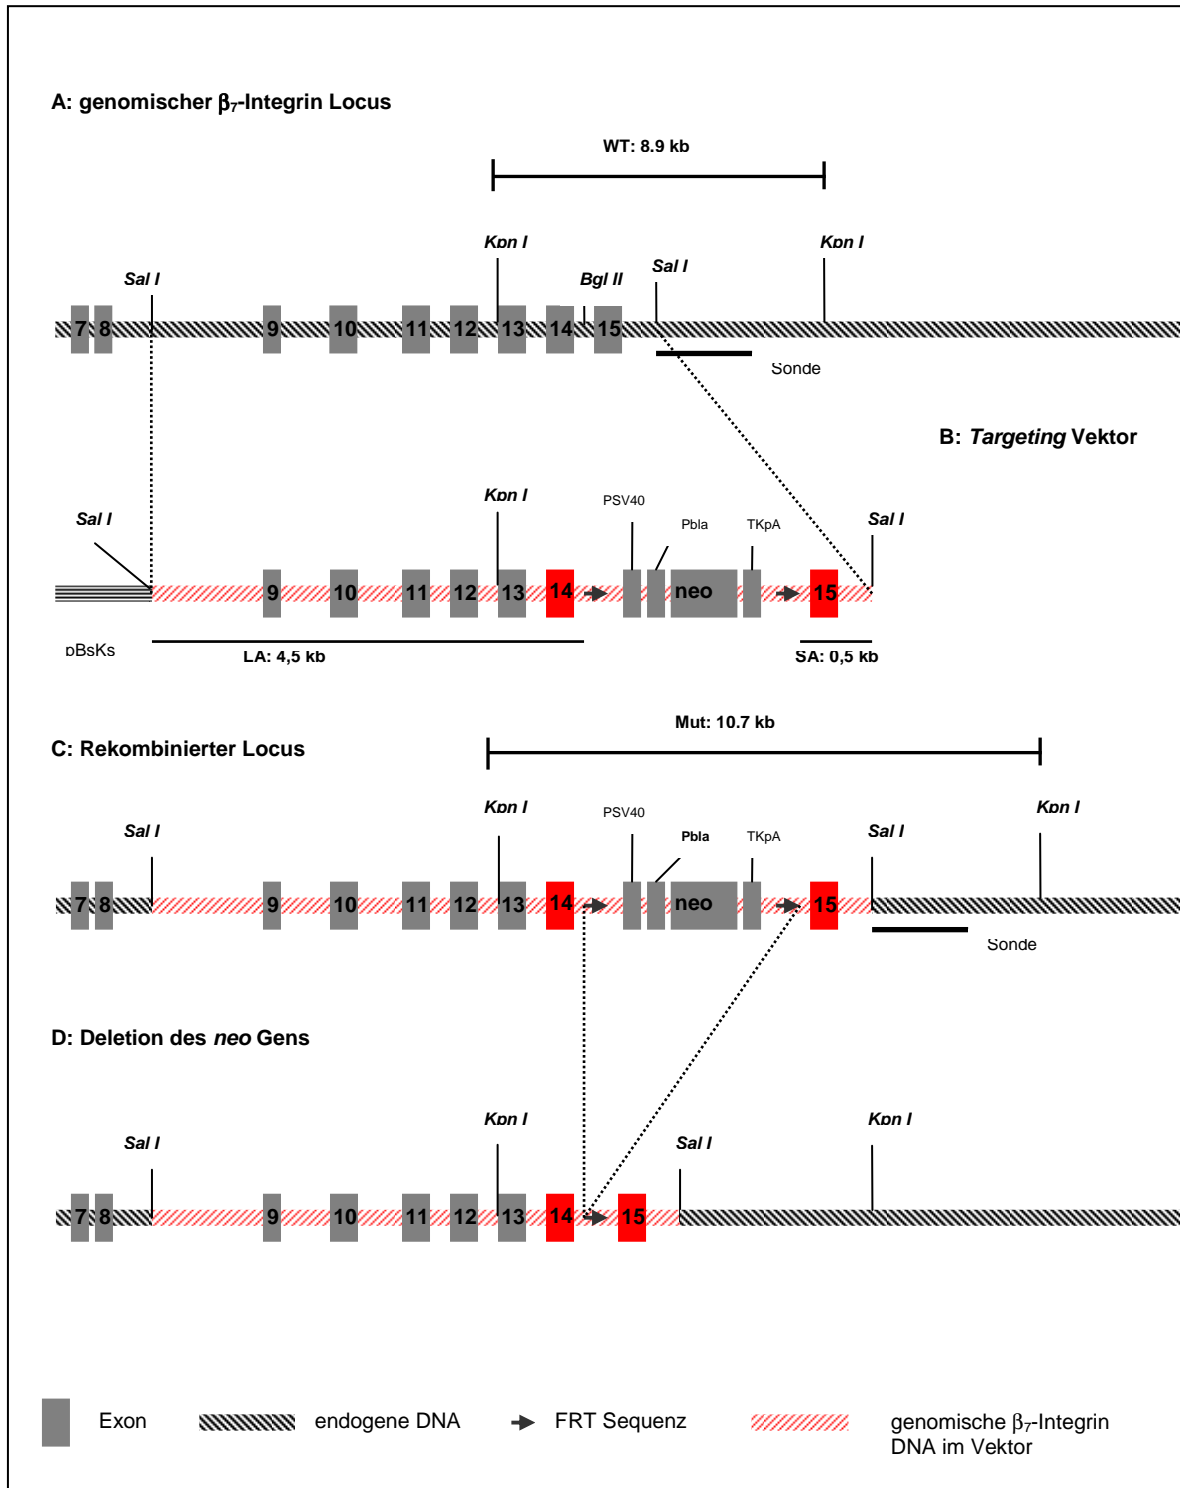 A: genomischer β₇-Integrin Locus
WT: 8.9 kb
Kpn I
Kpn I
Sal I
Bgl II
Sal I
7 8 9 10 11 12 13 14 15
Sonde
B: Targeting Vektor
Kpn I
PSV40
Pbla
TKpA
Sal I
Sal I
9 10 11 12 13 14 neo 15
pBsKs
LA: 4,5 kb
SA: 0,5 kb
Mut: 10.7 kb
C: Rekombinierter Locus
Kpn I
PSV40
Kpn I
Sal I
Pbla
TKpA
Sal I
7 8 9 10 11 12 13 14 neo 15
Sonde
D: Deletion des neo Gens
Kpn I
Kpn I
Sal I
Sal I
7 8 9 10 11 12 13 14 15
Exon
endogene DNA
FRT Sequenz
genomische β₇-Integrin
DNA im Vektor